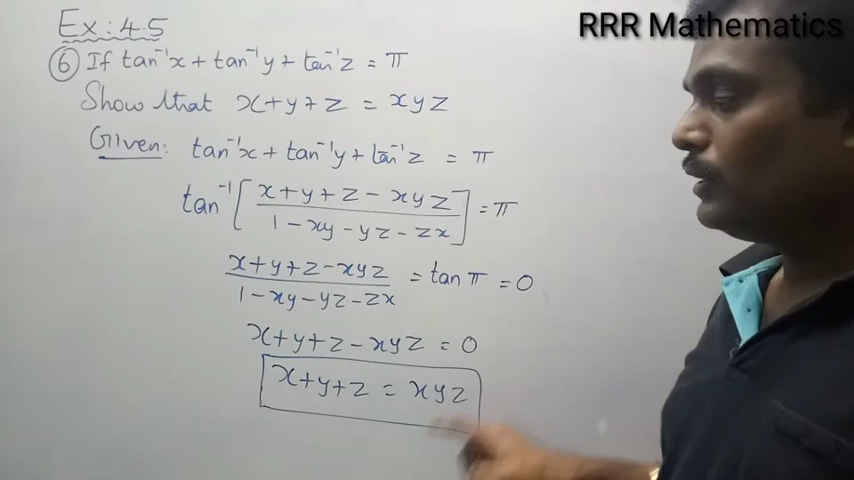 Ex: 4.5
RRR Mathematics
⑥ If tan⁻¹x + tan⁻¹y + tan⁻¹z = π
Show that x+y+z = xyz
Given: tan⁻¹x + tan⁻¹y + tan⁻¹z = π
tan⁻¹[ x+y+z-xyz
1-xy-yz-zx ] = π
x+y+z-xyz
1-xy-yz-zx = tan π = 0
x+y+z-xyz = 0
x+y+z = xyz